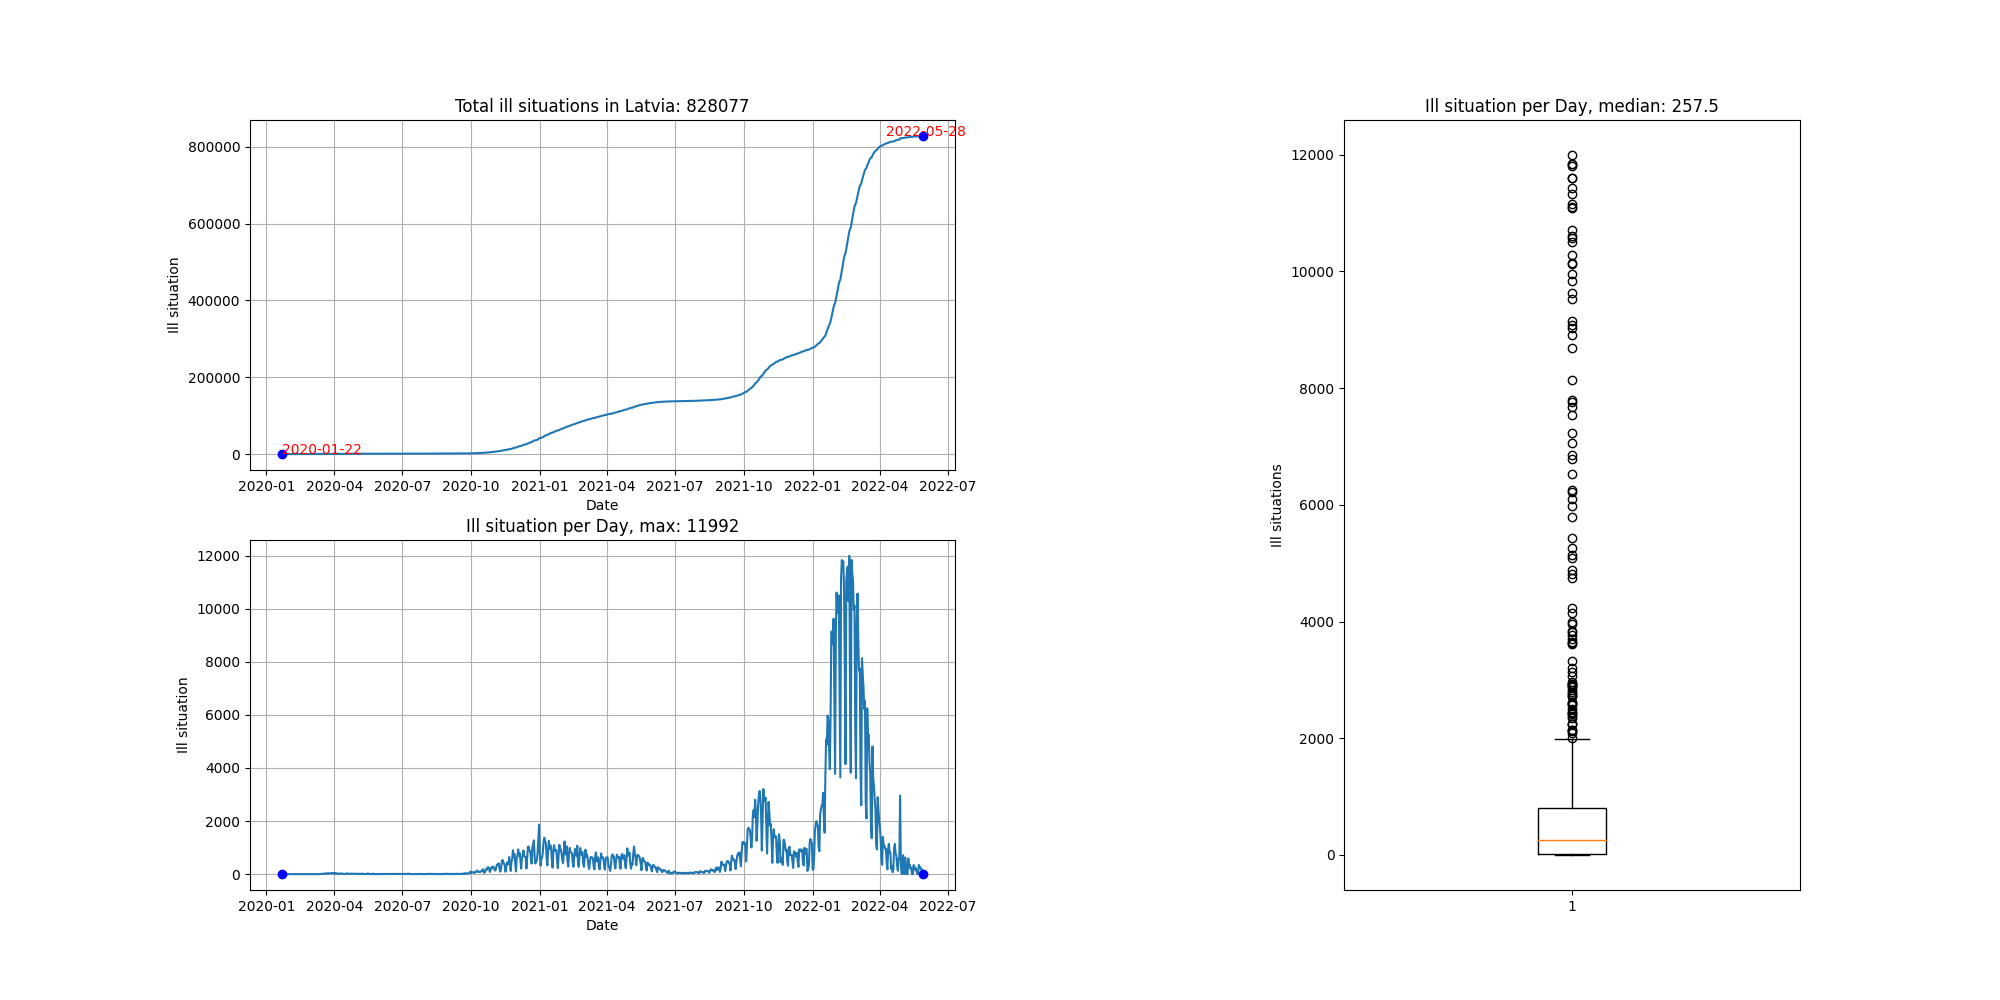 Total ill situations in Latvia: 828077
2022-05-28
800000
600000
400000
200000
0
Ill situation
2020-01-22
2020-01 2020-04 2020-07 2020-10 2021-01 2021-04 2021-07 2021-10 2022-01 2022-04 2022-07
Date
Ill situation per Day, max: 11992
12000
10000
8000
6000
4000
2000
0
Ill situation
2020-01 2020-04 2020-07 2020-10 2021-01 2021-04 2021-07 2021-10 2022-01 2022-04 2022-07
Date
Ill situation per Day, median: 257.5
12000
10000
8000
6000
4000
2000
0
Ill situations
1